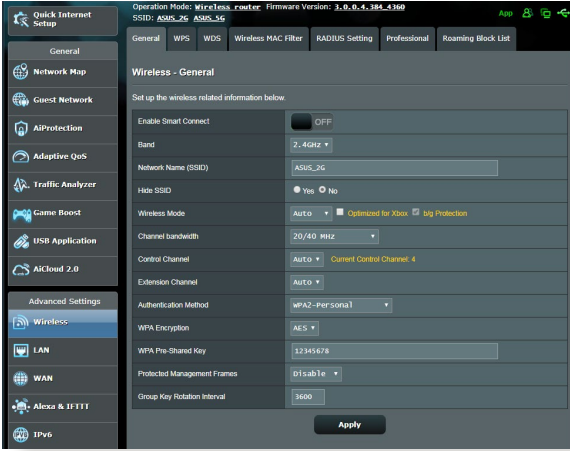 Operation Mode: Wireless router Firmware Version: 3.0.0.4.384_4360
SSID: ASUS_2G ASUS_5G
App
Quick Internet
Setup
General
Network Map
Guest Network
AiProtection
Adaptive QoS
Traffic Analyzer
Game Boost
USB Application
AiCloud 2.0
Advanced Settings
Wireless
LAN
WAN
Alexa & IFTTT
IPv6
General WPS WDS Wireless MAC Filter RADIUS Setting Professional Roaming Block List
Wireless - General
Set up the wireless related information below.
Enable Smart Connect OFF
Band 2.4GHz
Network Name (SSID) ASUS_2G
Hide SSID Yes No
Wireless Mode Auto Optimized for Xbox b/g Protection
Channel bandwidth 20/40 MHz
Control Channel Auto Current Control Channel: 4
Extension Channel Auto
Authentication Method WPA2-Personal
WPA Encryption AES
WPA Pre-Shared Key 12345678
Protected Management Frames Disable
Group Key Rotation Interval 3600
Apply